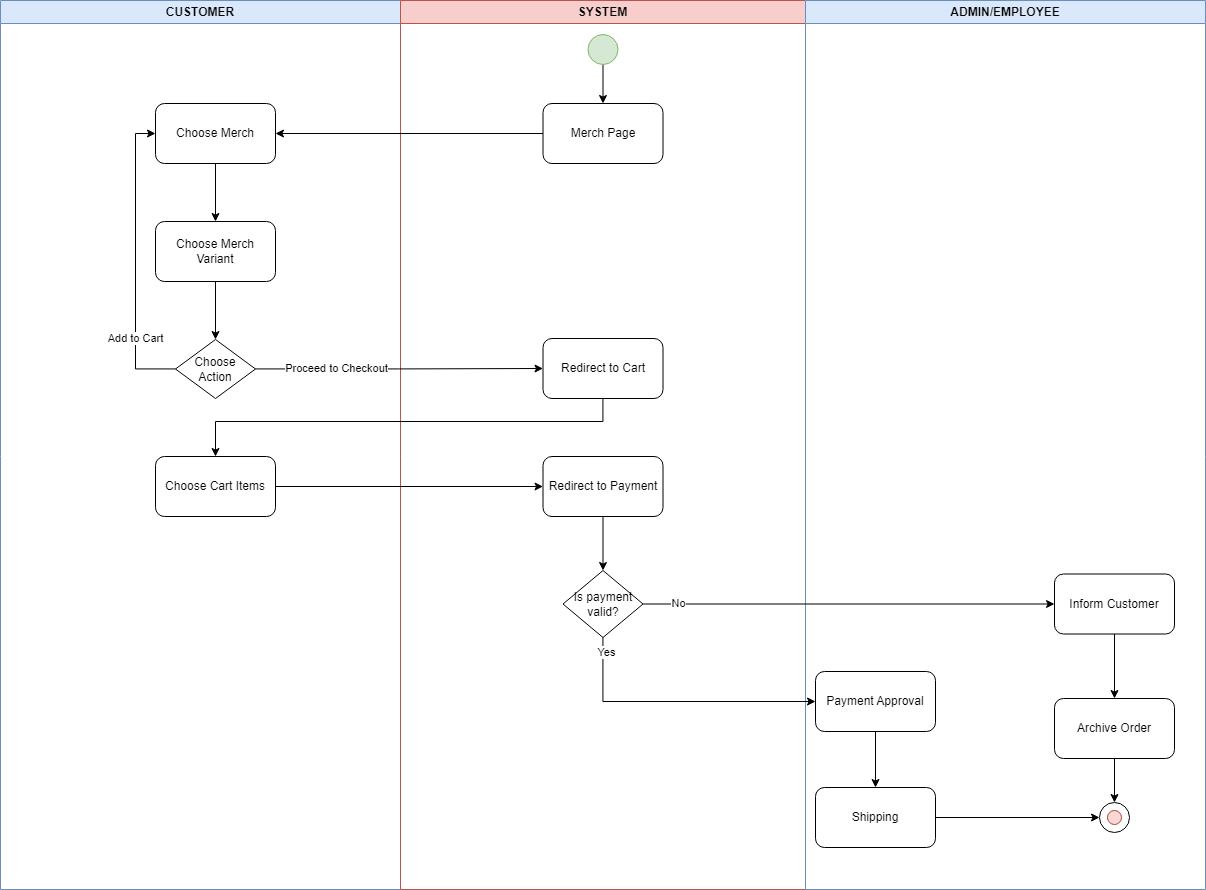 CUSTOMER
SYSTEM
ADMIN/EMPLOYEE
Choose Merch
Merch Page
Choose Merch
Variant
Add to Cart
Choose
Action
Proceed to Checkout
Redirect to Cart
Choose Cart Items
Redirect to Payment
Is payment
valid?
No
Inform Customer
Yes
Payment Approval
Archive Order
Shipping